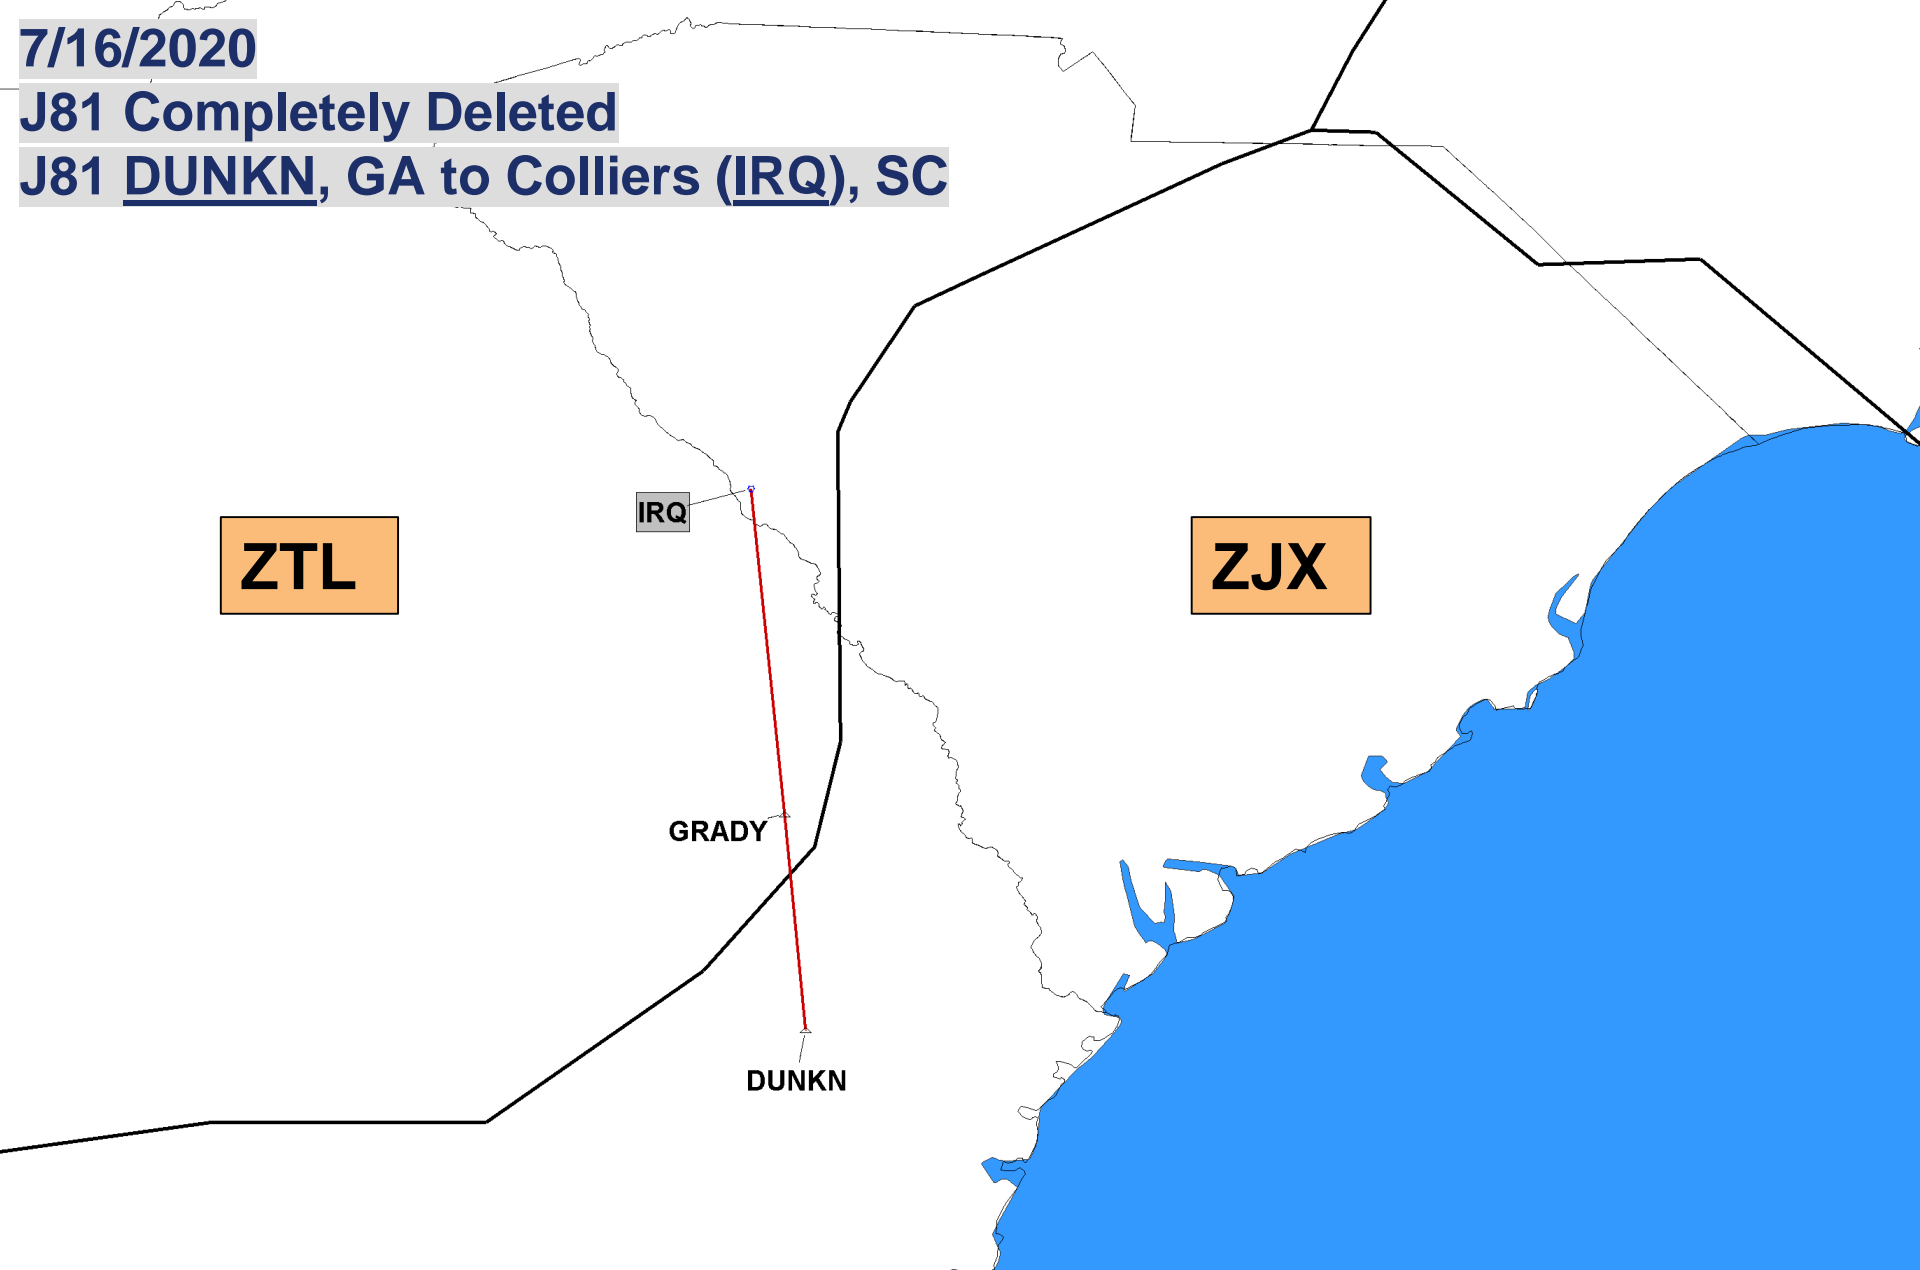 7/16/2020
J81 Completely Deleted
J81 DUNKN, GA to Colliers (IRQ), SC
IRQ
ZTL
ZJX
GRADY
DUNKN